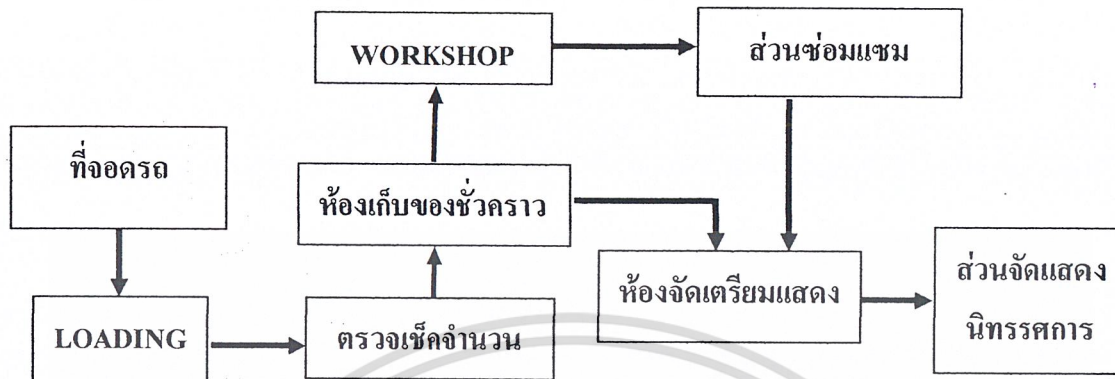 WORKSHOP
ส่วนซ่อมแซม
ที่จอดรถ
ห้องเก็บของชั่วคราว
ห้องจัดเตรียมแสดง
ส่วนจัดแสดง
นิทรรศการ
LOADING
ตรวจเช็คจำนวน